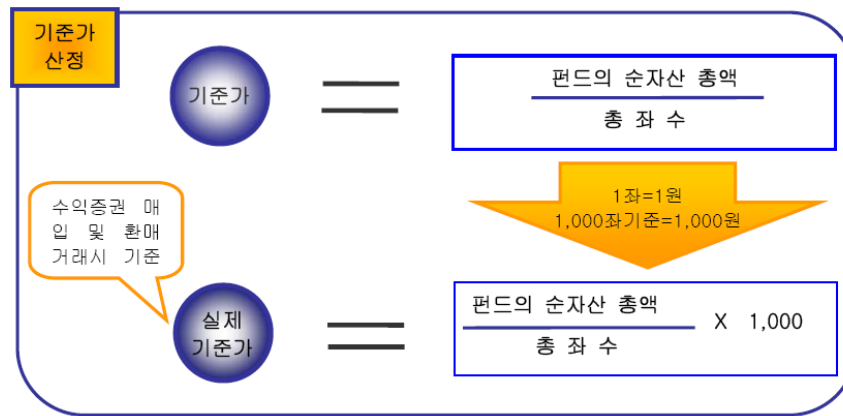 기준가
산정
기준가
펀드의 순자산 총액
총 좌 수
1좌=1원
1,000좌기준=1,000원
수익증권 매
입 및 환매
거래시 기준
실제
기준가
펀드의 순자산 총액
X 1,000
총 좌 수